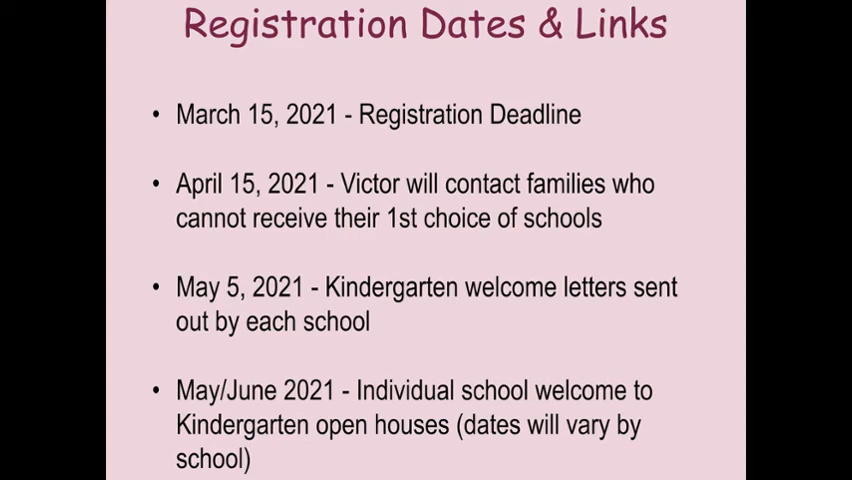 Registration Dates & Links
• March 15, 2021 - Registration Deadline
• April 15, 2021 - Victor will contact families who
cannot receive their 1st choice of schools
• May 5, 2021 - Kindergarten welcome letters sent
out by each school
• May/June 2021 - Individual school welcome to
Kindergarten open houses (dates will vary by
school)